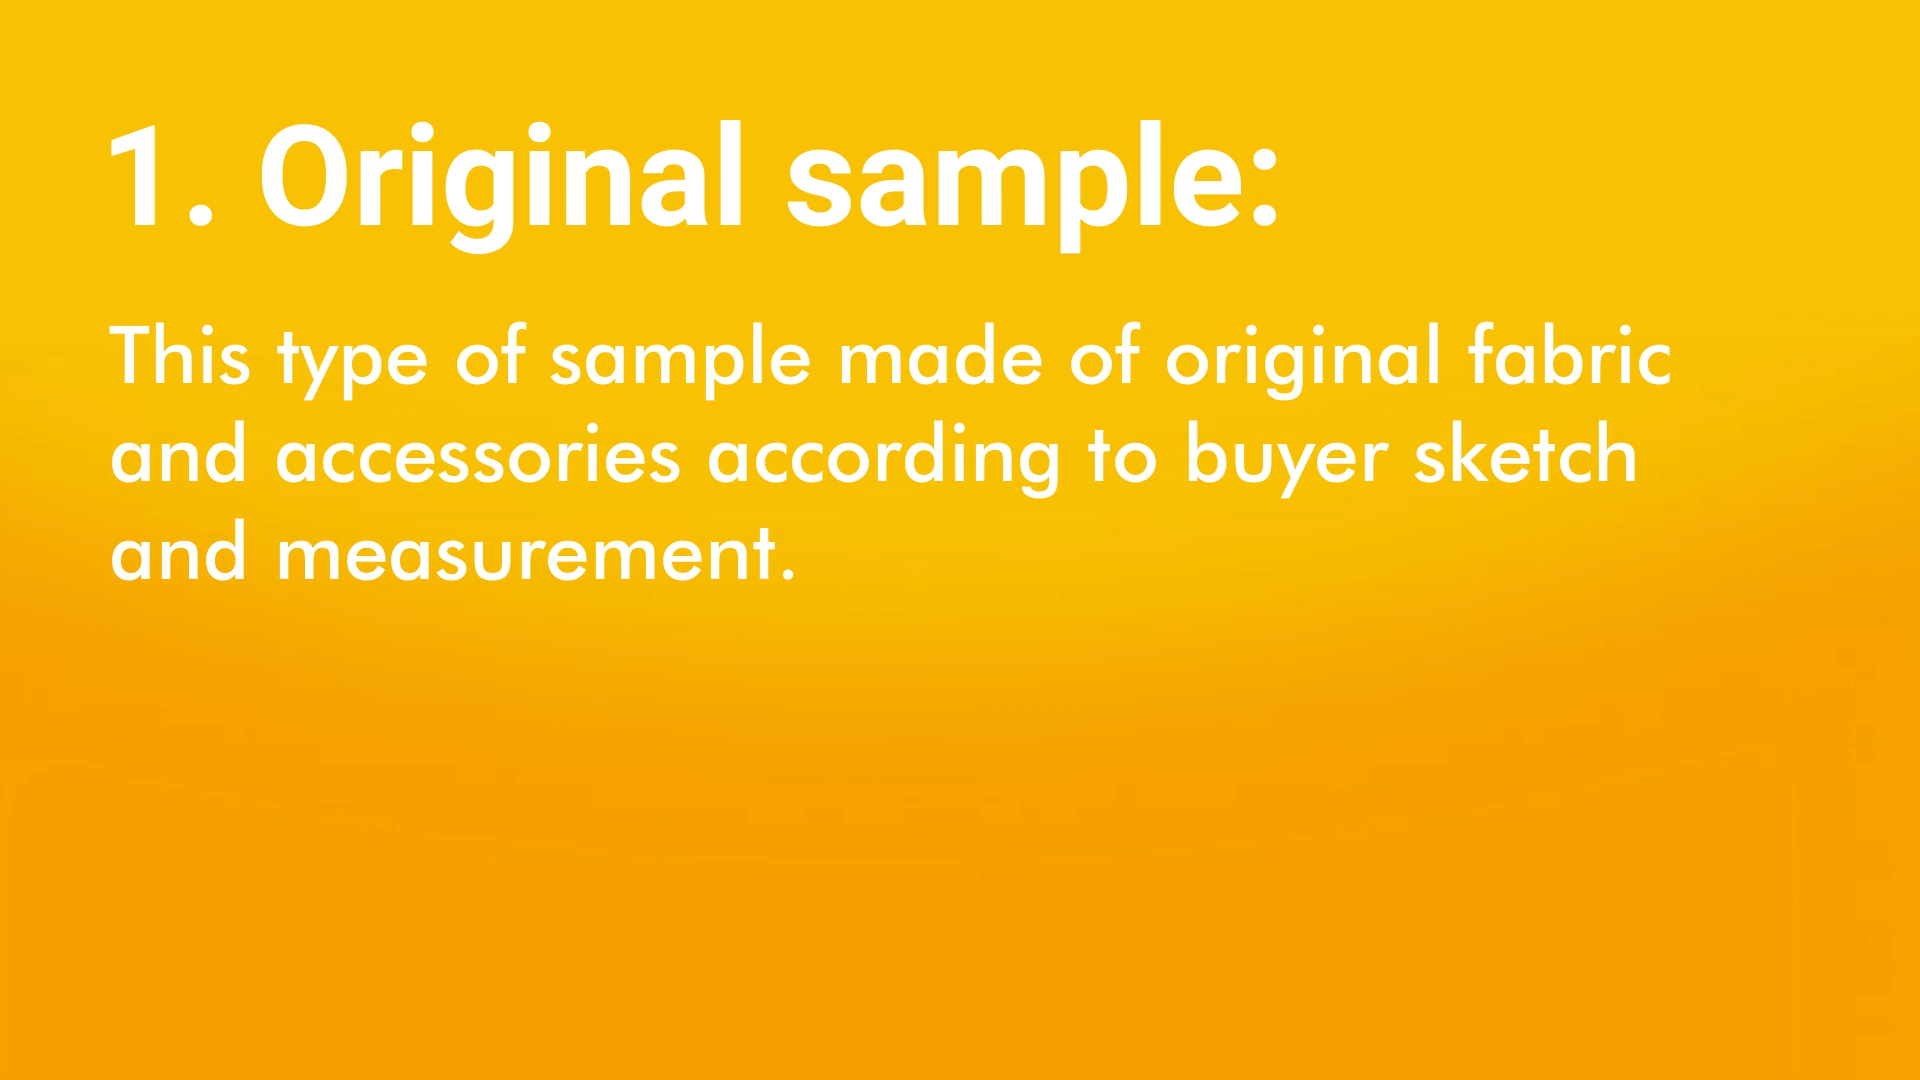 1. Original sample:
This type of sample made of original fabric
and accessories according to buyer sketch
and measurement.